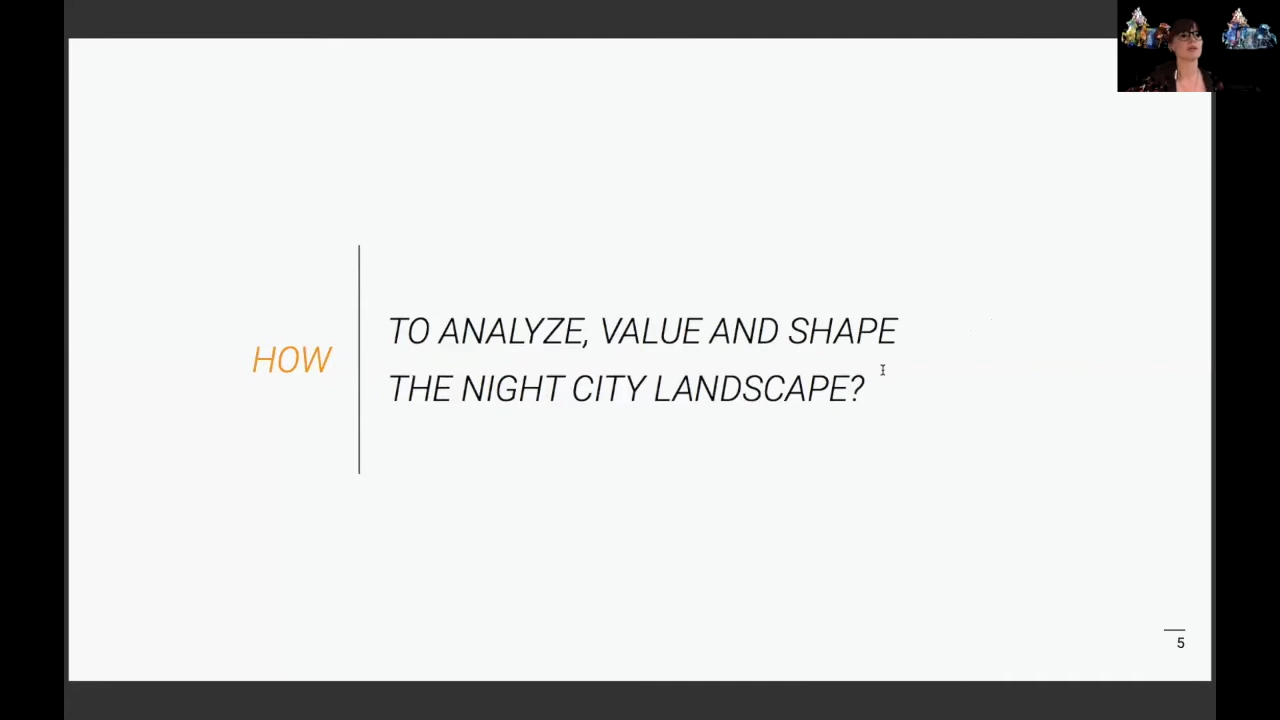 HOW
TO ANALYZE, VALUE AND SHAPE
THE NIGHT CITY LANDSCAPE?
5